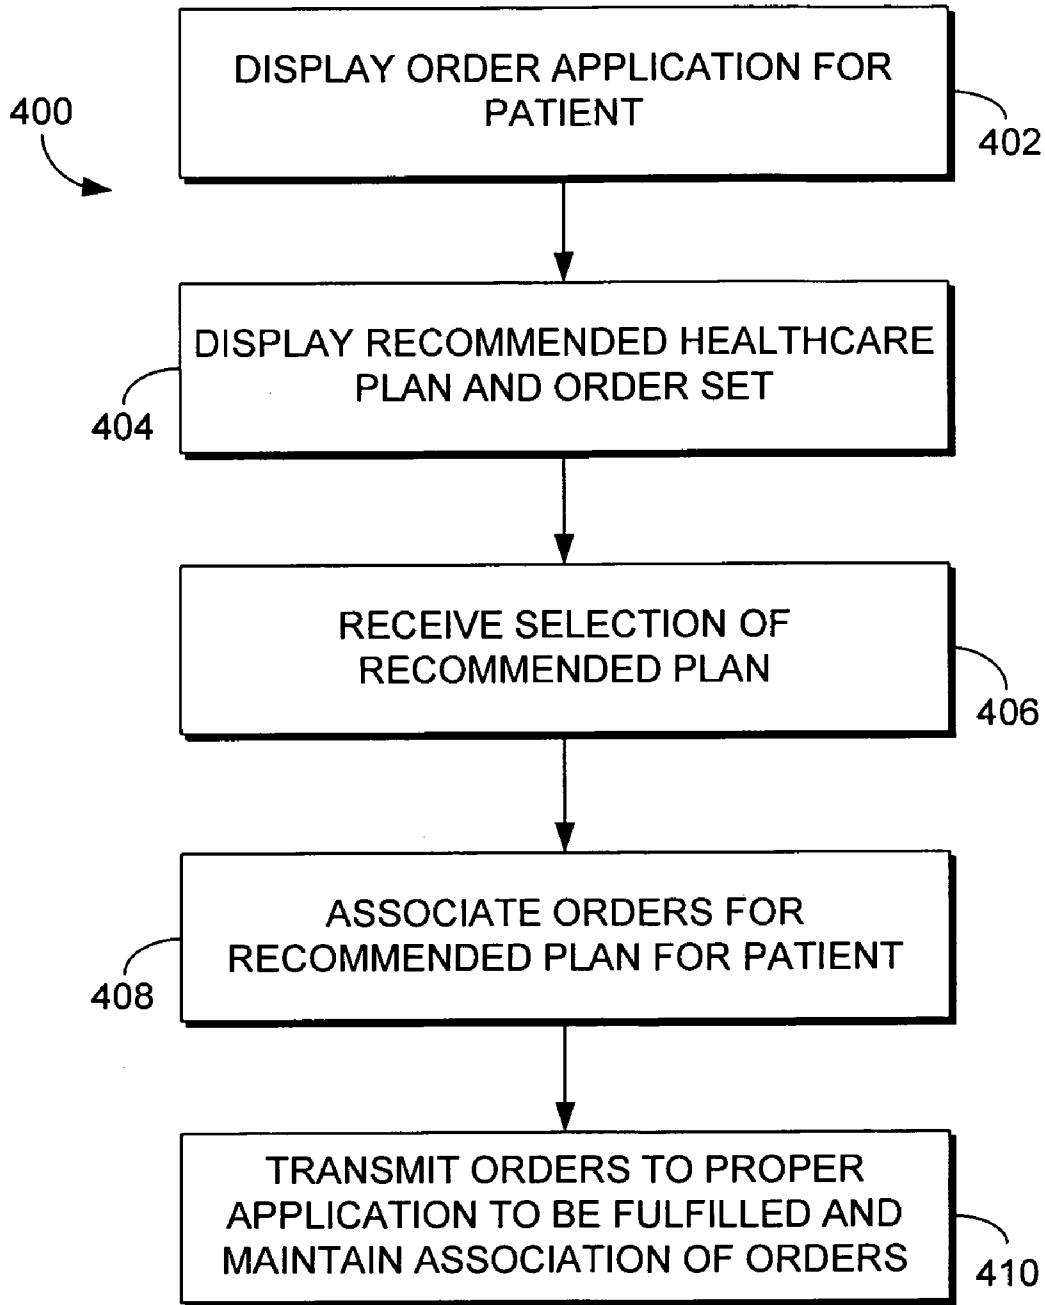 DISPLAY ORDER APPLICATION FOR
PATIENT
400
402
DISPLAY RECOMMENDED HEALTHCARE
PLAN AND ORDER SET
404
RECEIVE SELECTION OF
RECOMMENDED PLAN
406
ASSOCIATE ORDERS FOR
RECOMMENDED PLAN FOR PATIENT
408
TRANSMIT ORDERS TO PROPER
APPLICATION TO BE FULFILLED AND
MAINTAIN ASSOCIATION OF ORDERS
410